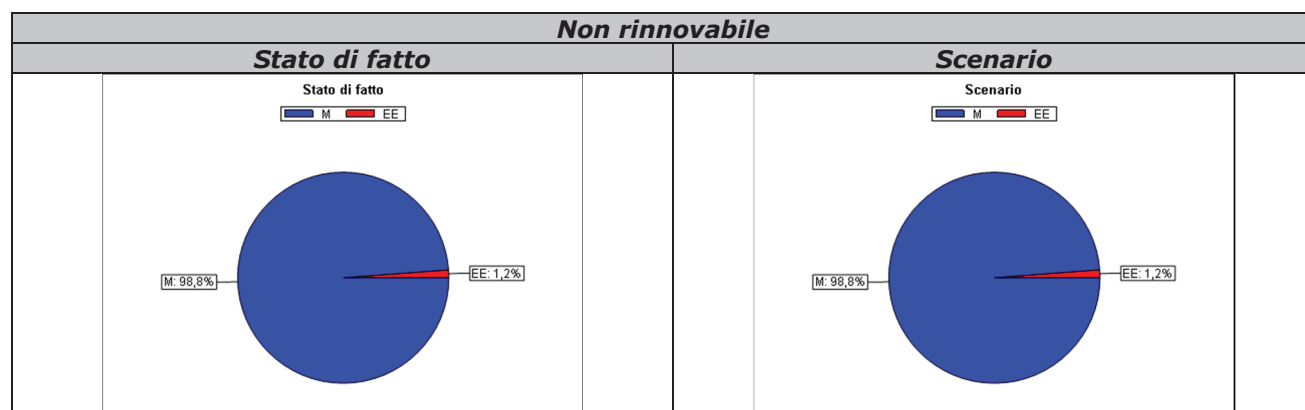 Non rinnovabile
Stato di fatto
Scenario
Stato di fatto
M EE
M: 98,8%
EE: 1,2%
Scenario
M EE
M: 98,8%
EE: 1,2%